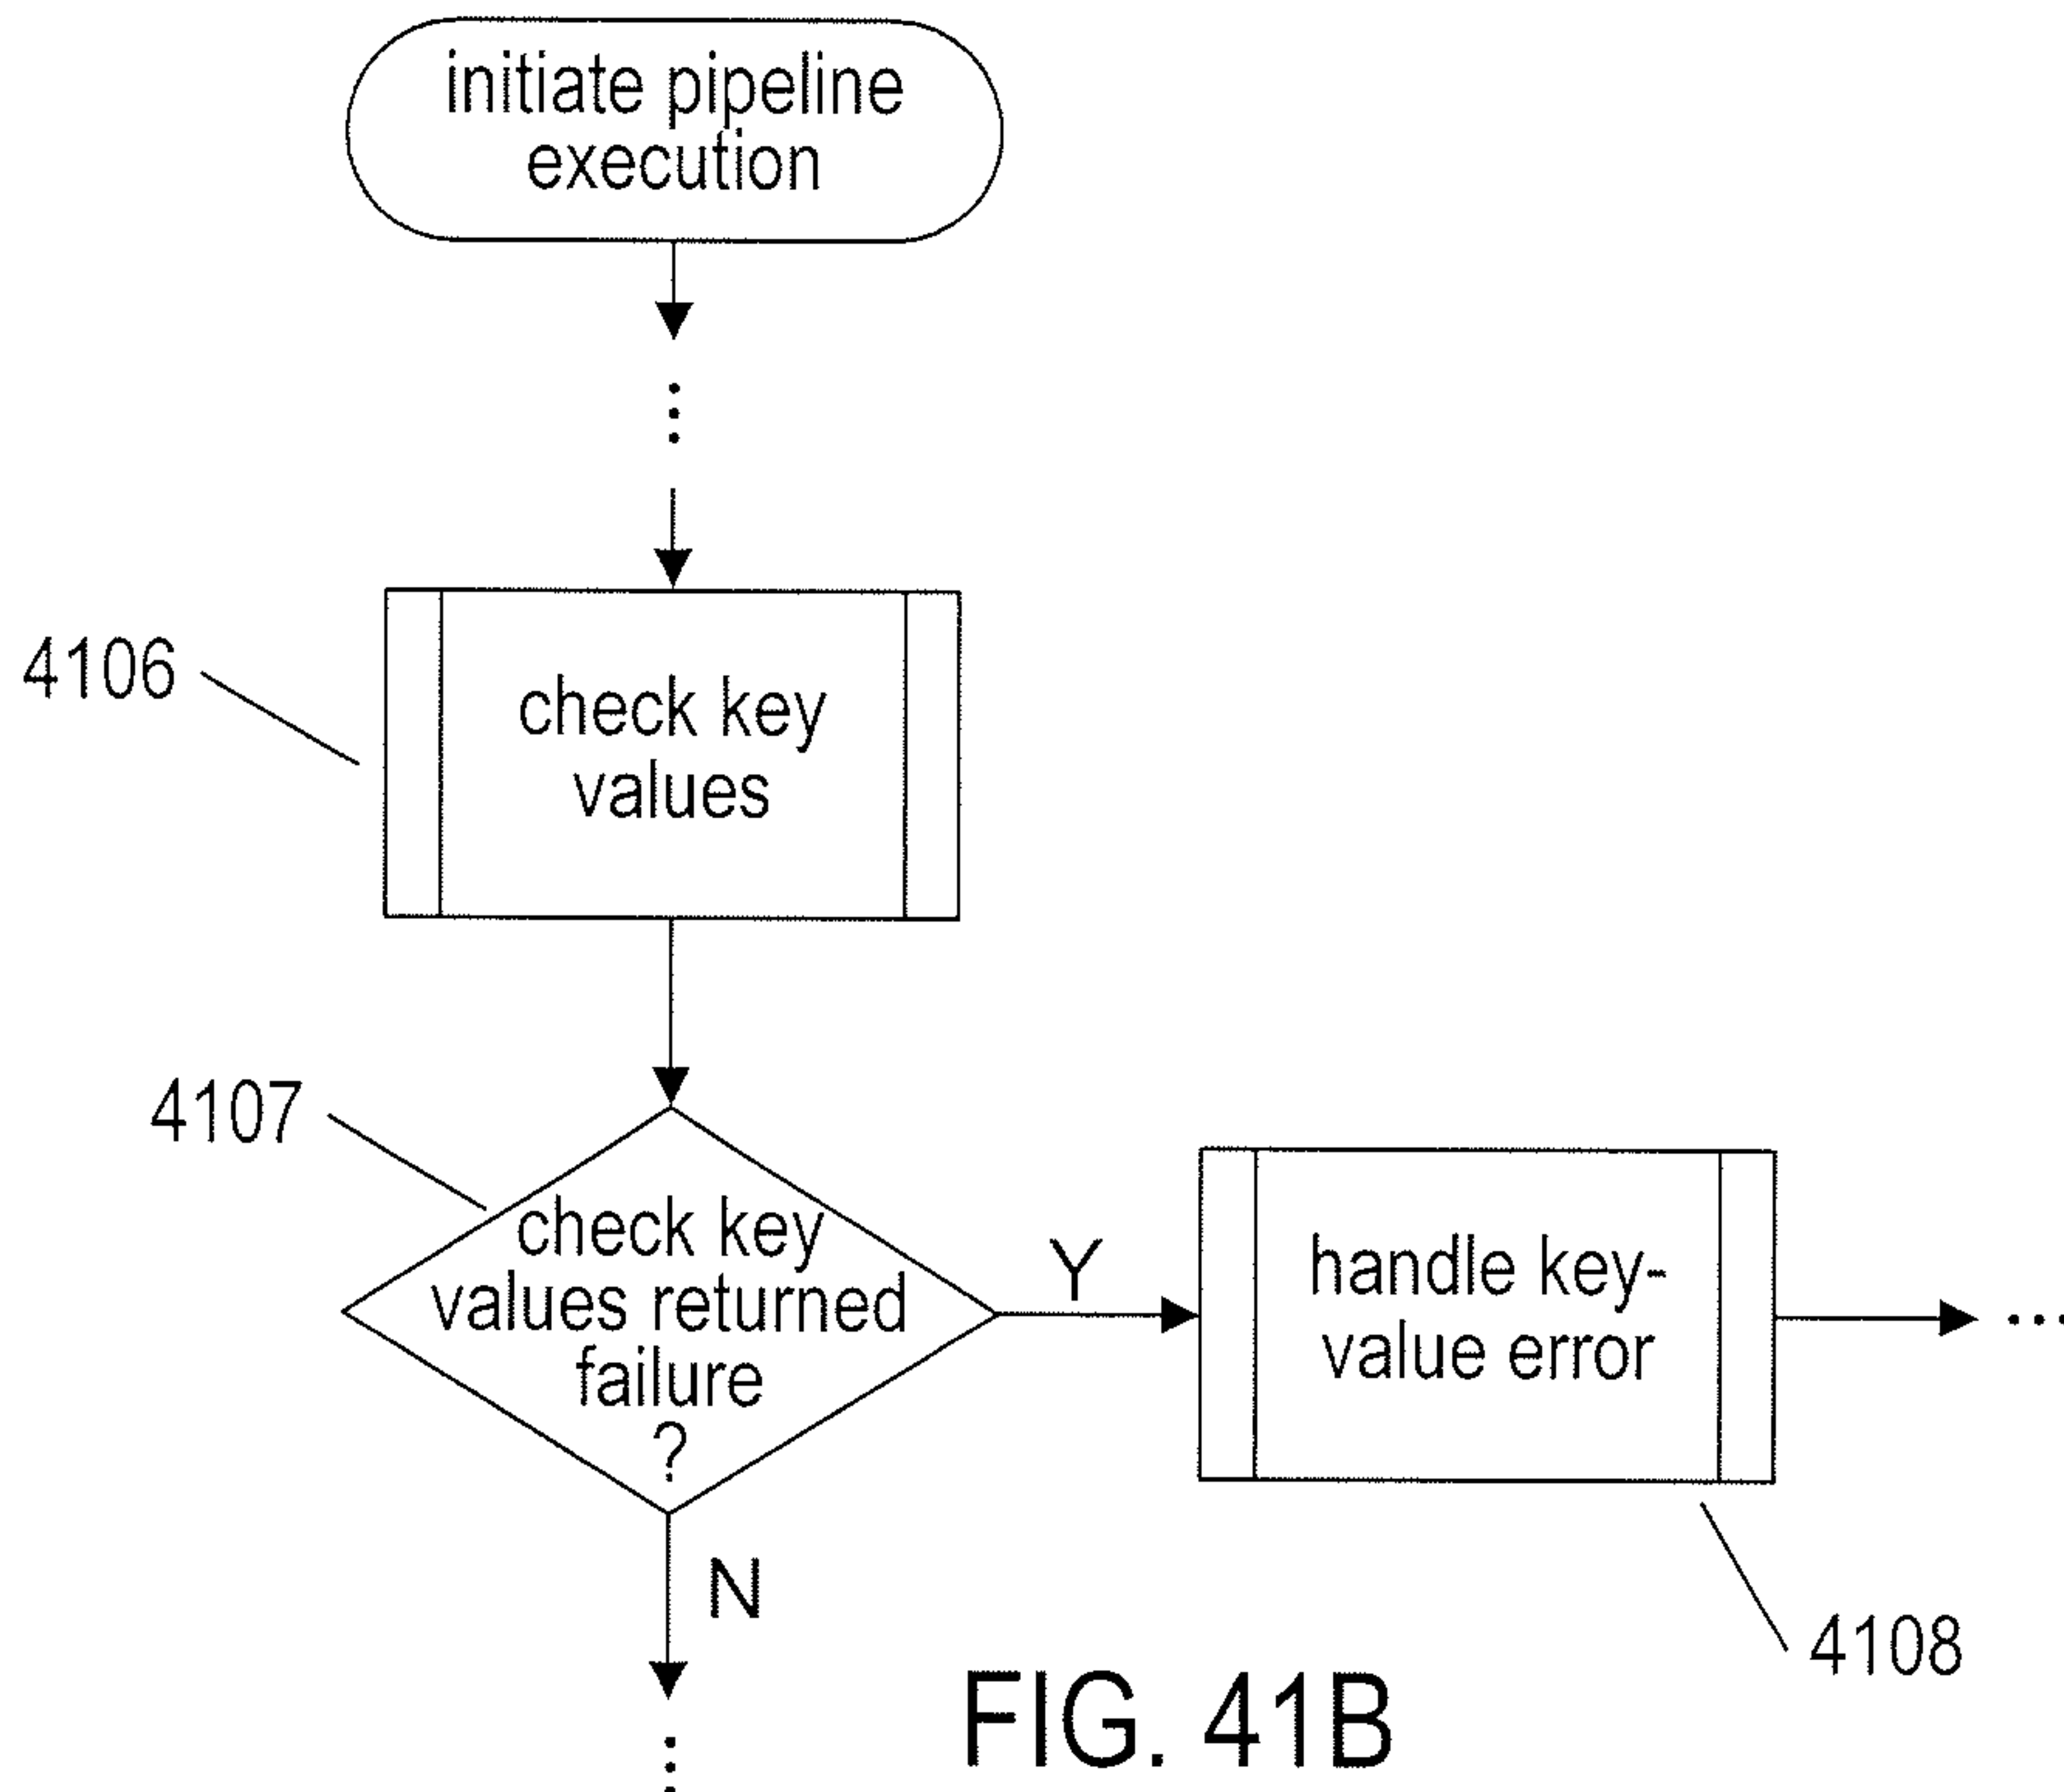 initiate pipeline
execution
4106
check key
values
4107
check key
values returned
failure
?
Y
handle key-
value error
...
N
4108
FIG. 41B